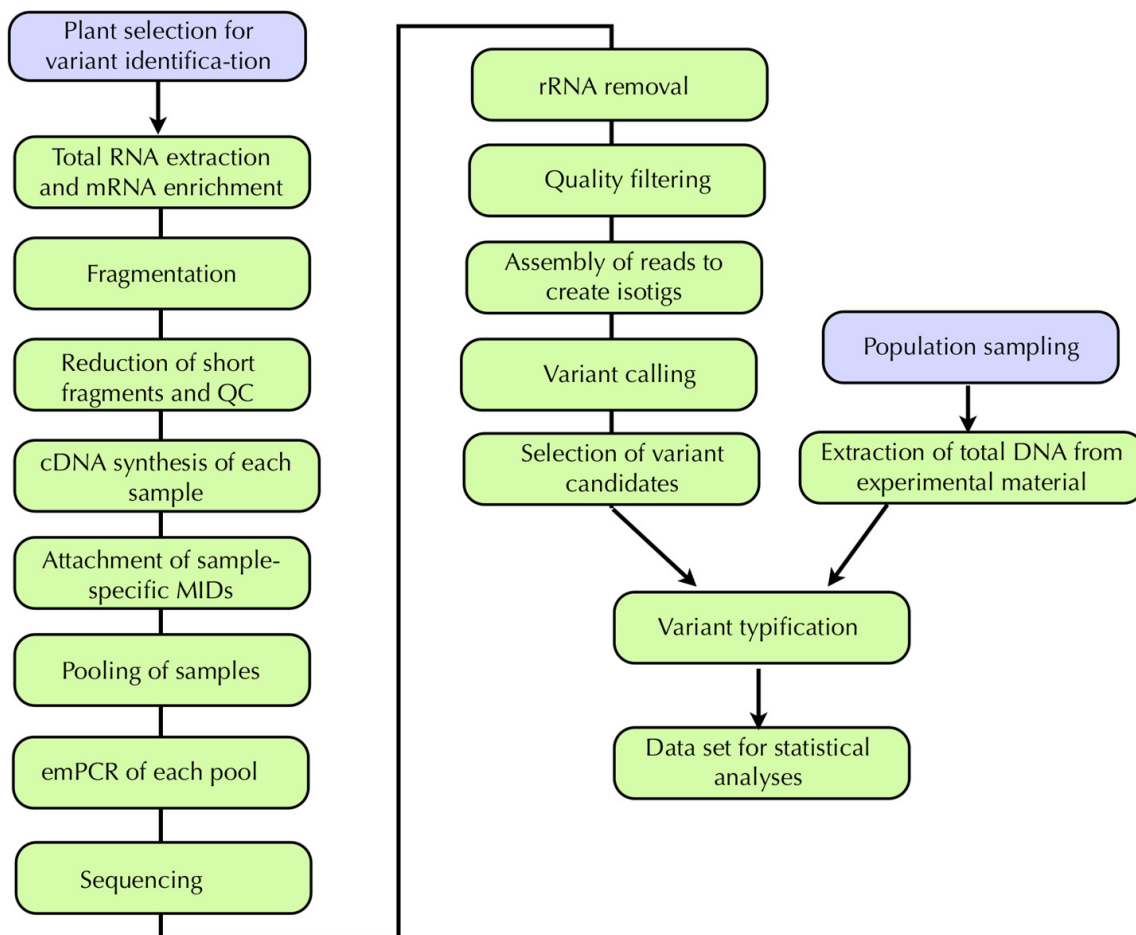 Plant selection for
variant identifica-tion
Total RNA extraction
and mRNA enrichment
Fragmentation
Reduction of short
fragments and QC
cDNA synthesis of each
sample
Attachment of sample-
specific MIDs
Pooling of samples
emPCR of each pool
Sequencing
rRNA removal
Quality filtering
Assembly of reads to
create isotigs
Variant calling
Selection of variant
candidates
Population sampling
Extraction of total DNA from
experimental material
Variant typification
Data set for statistical
analyses